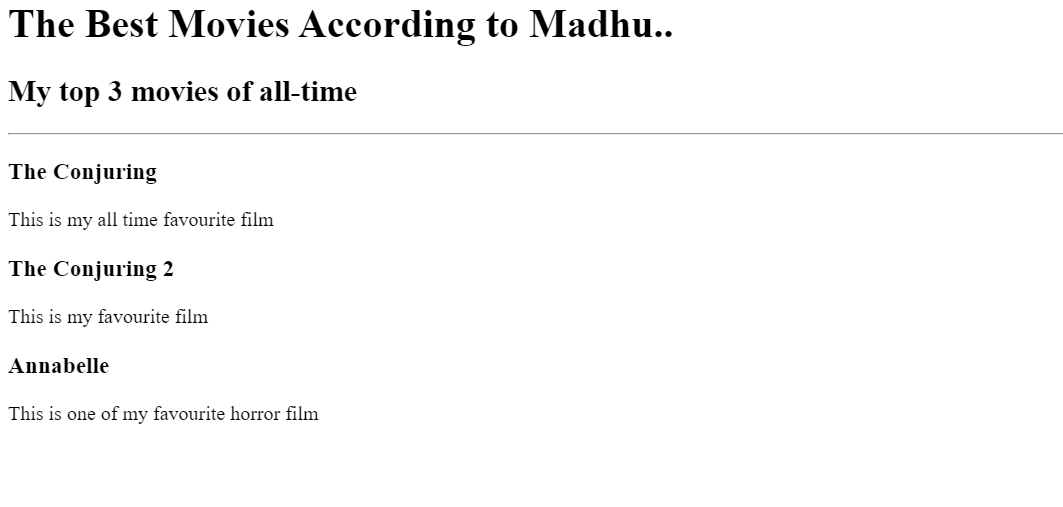 The Best Movies According to Madhu..
My top 3 movies of all-time
The Conjuring
This is my all time favourite film
The Conjuring 2
This is my favourite film
Annabelle
This is one of my favourite horror film